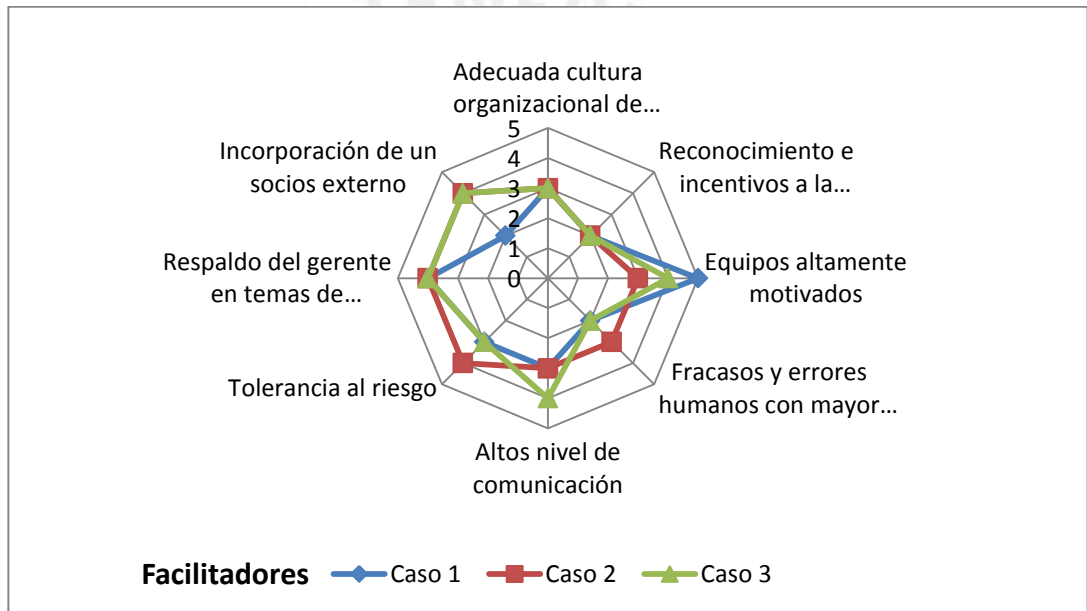 Adecuada cultura
organizacional de…
Incorporación de un
socios externo
Reconocimiento e
incentivos a la…
5
4
3
2
1
0
Respaldo del gerente
en temas de…
Equipos altamente
motivados
Tolerancia al riesgo
Fracasos y errores
humanos con mayor…
Altos nivel de
comunicación
Facilitadores Caso 1 Caso 2 Caso 3